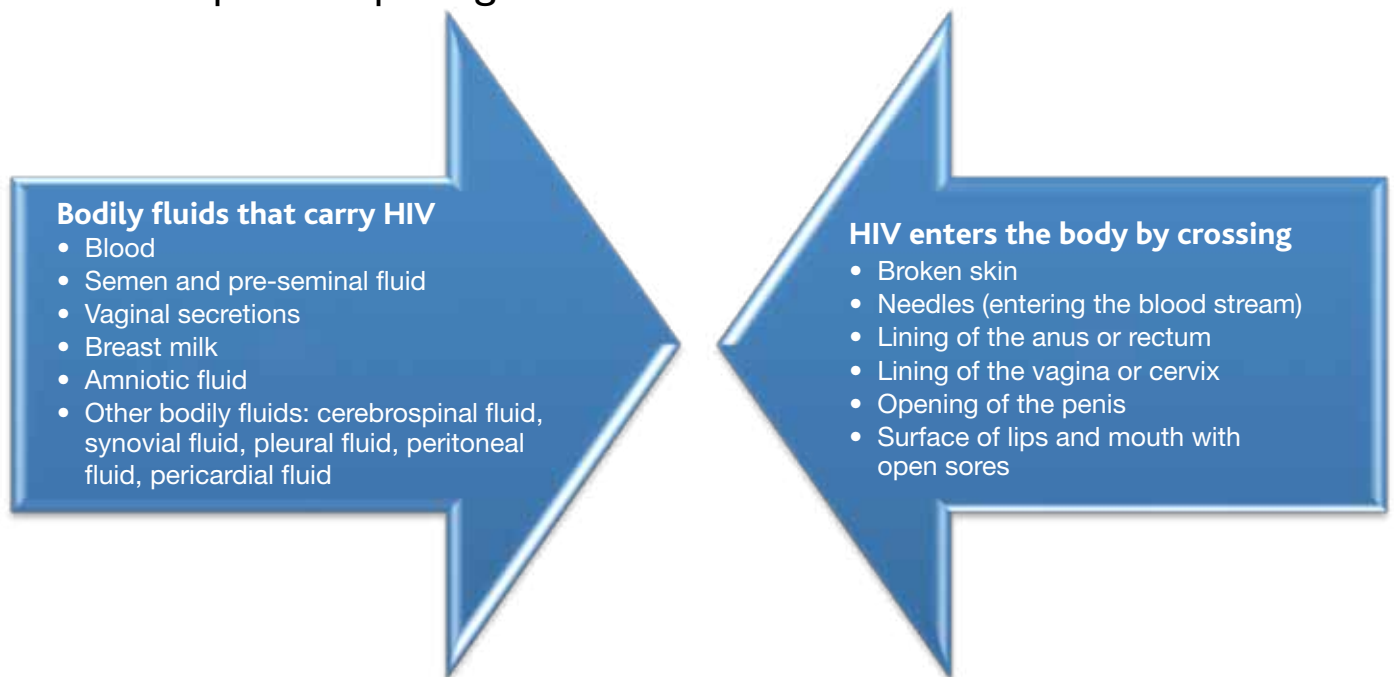 Bodily fluids that carry HIV
• Blood
• Semen and pre-seminal fluid
• Vaginal secretions
• Breast milk
• Amniotic fluid
• Other bodily fluids: cerebrospinal fluid,
synovial fluid, pleural fluid, peritoneal
fluid, pericardial fluid
HIV enters the body by crossing
• Broken skin
• Needles (entering the blood stream)
• Lining of the anus or rectum
• Lining of the vagina or cervix
• Opening of the penis
• Surface of lips and mouth with
open sores